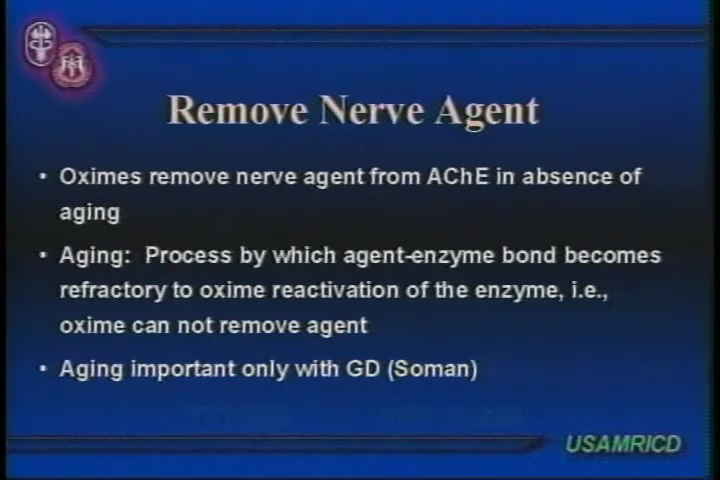 Remove Nerve Agent
• Oximes remove nerve agent from AChE in absence of
aging
• Aging: Process by which agent-enzyme bond becomes
refractory to oxime reactivation of the enzyme, i.e.,
oxime can not remove agent
• Aging important only with GD (Soman)
USAMRICD